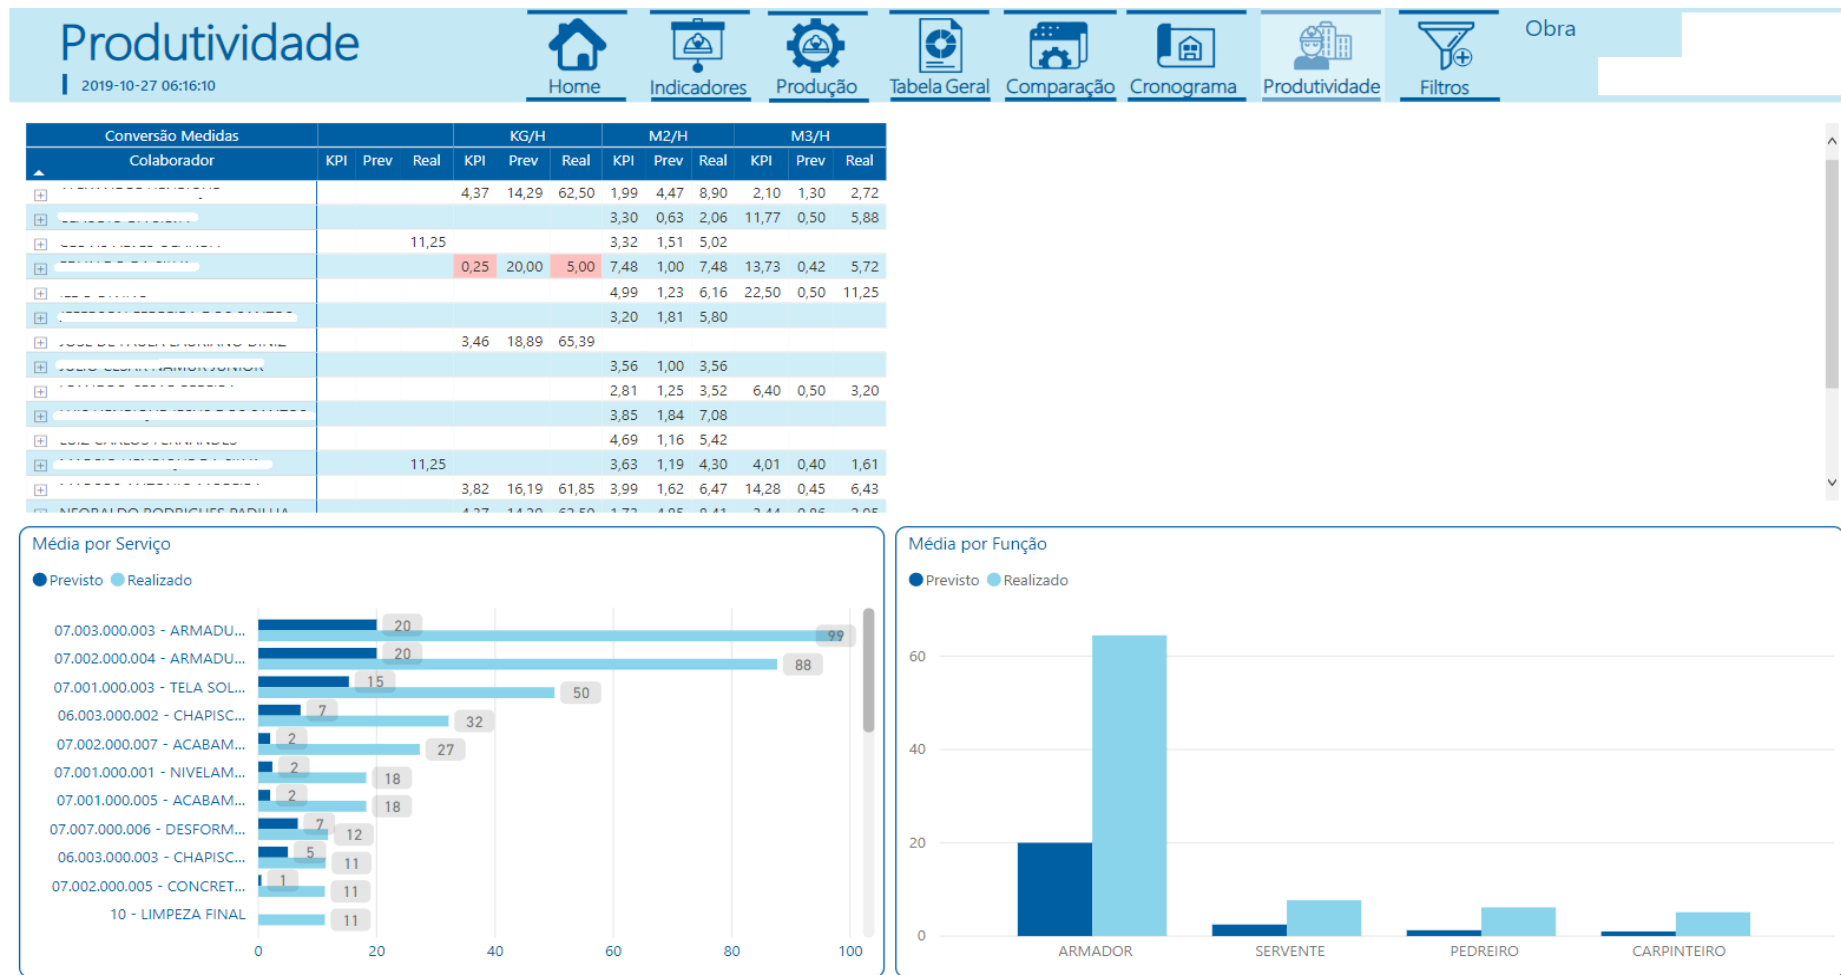 Produtividade
2019-10-27 06:16:10
Home
Indicadores
Produção
Tabela Geral
Comparação
Cronograma
Produtividade
Filtros
Obra
Conversão Medidas KG/H M2/H M3/H
Colaborador KPI Prev Real KPI Prev Real KPI Prev Real KPI Prev Real
4,37 14,29 62,50 1,99 4,47 8,90 2,10 1,30 2,72
3,30 0,63 2,06 11,77 0,50 5,88
11,25 3,32 1,51 5,02
0,25 20,00 5,00 7,48 1,00 7,48 13,73 0,42 5,72
4,99 1,23 6,16 22,50 0,50 11,25
3,20 1,81 5,80
3,46 18,89 65,39
3,56 1,00 3,56
2,81 1,25 3,52 6,40 0,50 3,20
3,85 1,84 7,08
4,69 1,16 5,42
11,25 3,63 1,19 4,30 4,01 0,40 1,61
3,82 16,19 61,85 3,99 1,62 6,47 14,28 0,45 6,43
Média por Serviço
Previsto Realizado
07.003.000.003 - ARMADU... 20 99
07.002.000.004 - ARMADU... 20 88
07.001.000.003 - TELA SOL... 15 50
06.003.000.002 - CHAPISC... 7 32
07.002.000.007 - ACABAM... 2 27
07.001.000.001 - NIVELAM... 2 18
07.001.000.005 - ACABAM... 2 18
07.007.000.006 - DESFORM... 7 12
06.003.000.003 - CHAPISC... 5 11
07.002.000.005 - CONCRET... 1 11
10 - LIMPEZA FINAL 11
0 20 40 60 80 100
Média por Função
Previsto Realizado
60
40
20
0
ARMADOR SERVENTE PEDREIRO CARPINTEIRO